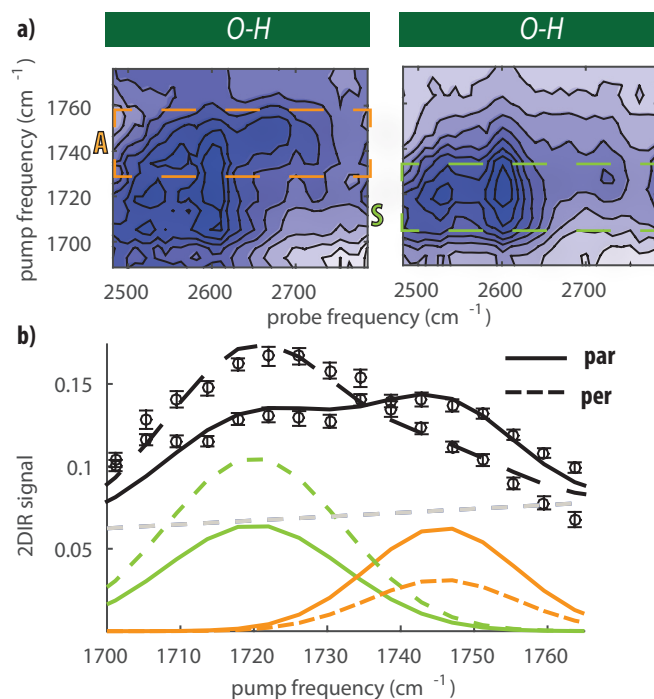 a)
O-H
O-H
pump frequency (cm⁻¹)
1760
1740
1720
1700
A
S
2500
2600
2700
2500
2600
2700
probe frequency (cm⁻¹)
b)
par
per
2DIR signal
0.15
0.1
0.05
1700
1710
1720
1730
1740
1750
1760
pump frequency (cm⁻¹)